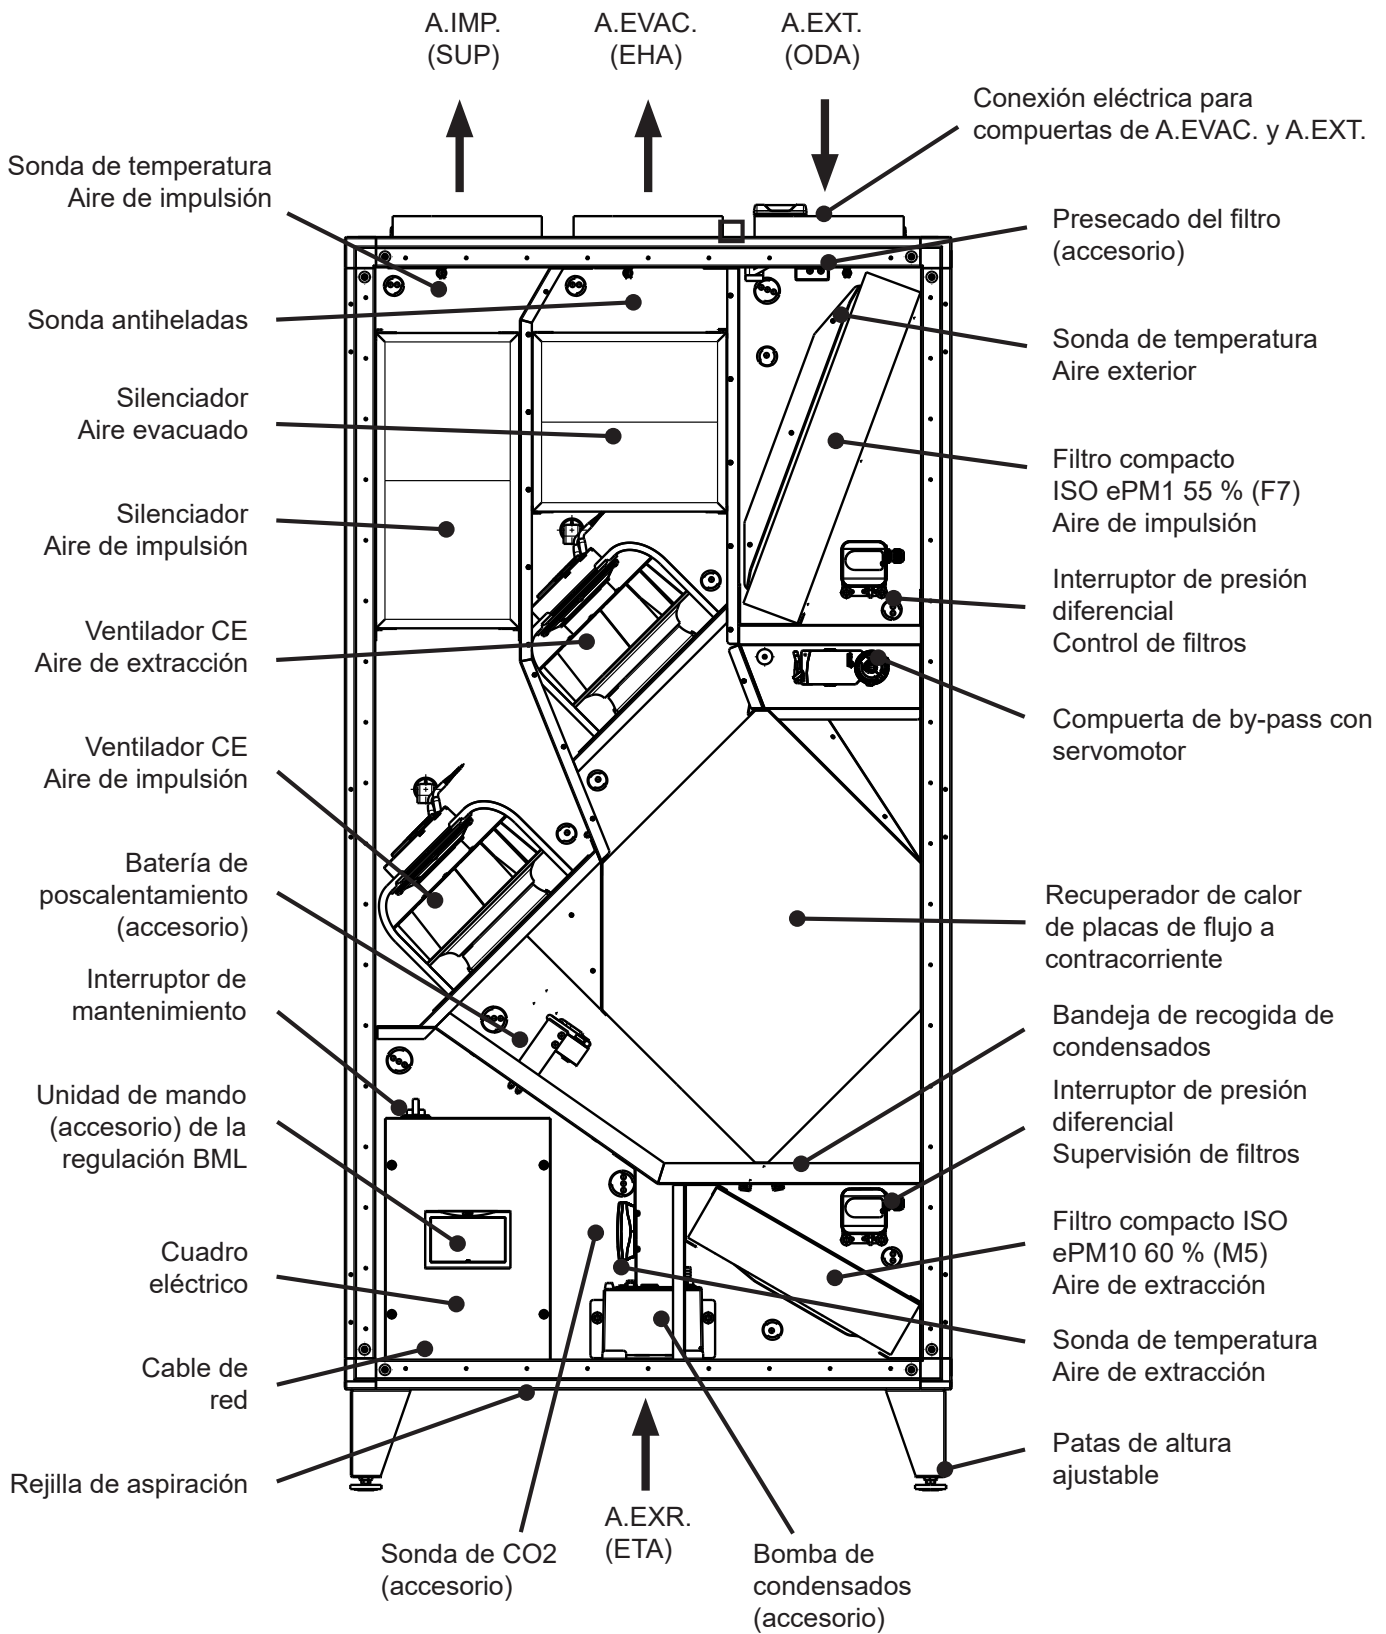 A.IMP.
(SUP)
A.EVAC.
(EHA)
A.EXT.
(ODA)
Conexión eléctrica para
compuertas de A.EVAC. y A.EXT.
Sonda de temperatura
Aire de impulsión
Sonda antiheladas
Silenciador
Aire evacuado
Silenciador
Aire de impulsión
Ventilador CE
Aire de extracción
Ventilador CE
Aire de impulsión
Batería de
poscalentamiento
(accesorio)
Interruptor de
mantenimiento
Unidad de mando
(accesorio) de la
regulación BML
Cuadro
eléctrico
Cable de
red
Rejilla de aspiración
Presecado del filtro
(accesorio)
Sonda de temperatura
Aire exterior
Filtro compacto
ISO ePM1 55 % (F7)
Aire de impulsión
Interruptor de presión
diferencial
Control de filtros
Compuerta de by-pass con
servomotor
Recuperador de calor
de placas de flujo a
contracorriente
Bandeja de recogida de
condensados
Interruptor de presión
diferencial
Supervisión de filtros
Filtro compacto ISO
ePM10 60 % (M5)
Aire de extracción
Sonda de temperatura
Aire de extracción
Patas de altura
ajustable
Sonda de CO2
(accesorio)
A.EXR.
(ETA)
Bomba de
condensados
(accesorio)